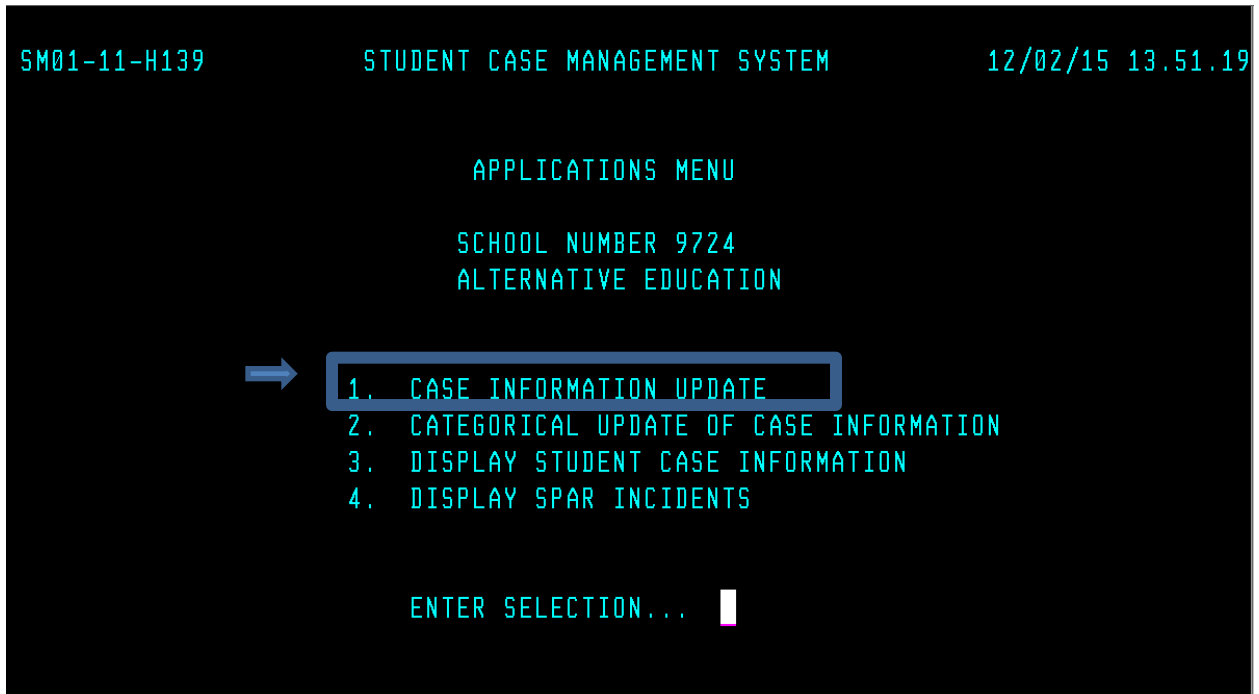 SM01-11-H139 STUDENT CASE MANAGEMENT SYSTEM 12/02/15 13.51.19
APPLICATIONS MENU
SCHOOL NUMBER 9724
ALTERNATIVE EDUCATION
1. CASE INFORMATION UPDATE
2. CATEGORICAL UPDATE OF CASE INFORMATION
3. DISPLAY STUDENT CASE INFORMATION
4. DISPLAY SPAR INCIDENTS
ENTER SELECTION...